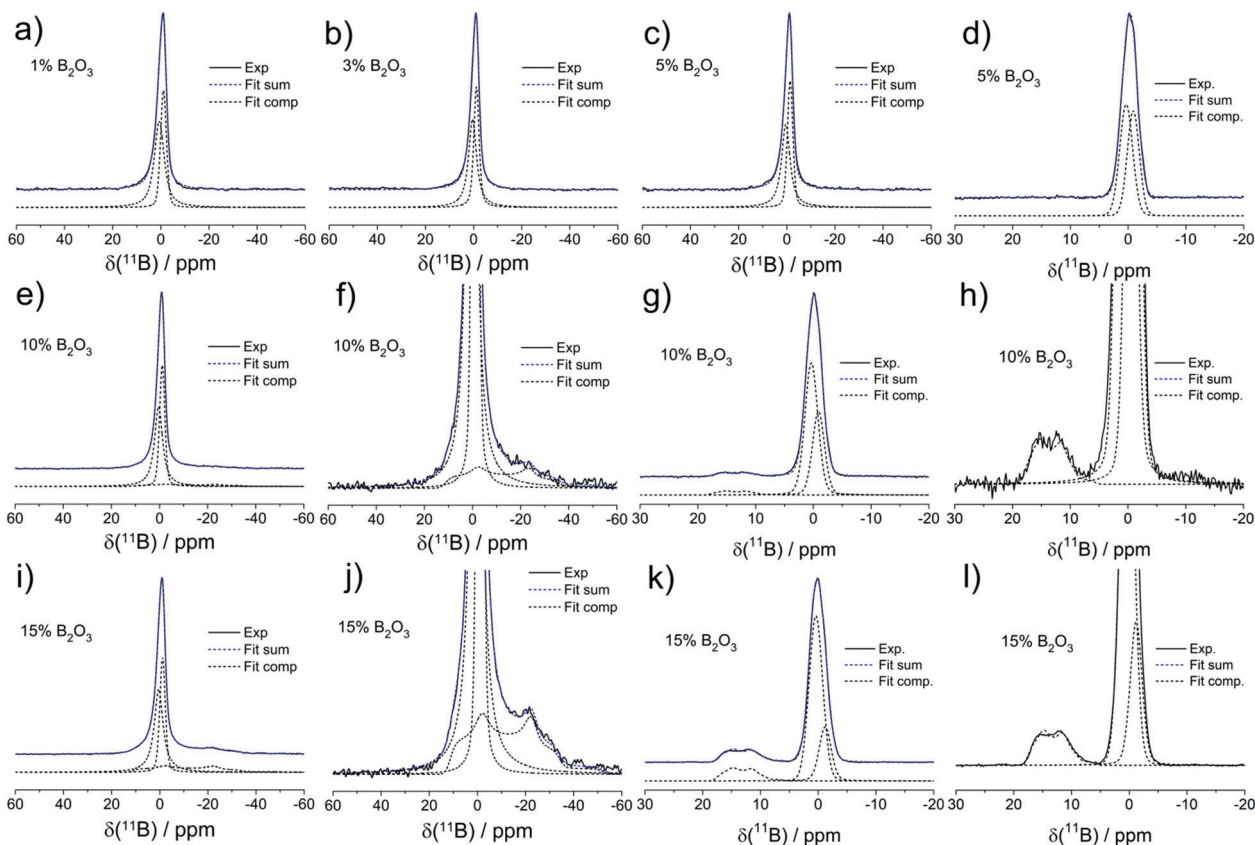 a)
1% B₂O₃
Exp
Fit sum
Fit comp
60 40 20 0 -20 -40 -60
δ(¹¹B) / ppm
b)
3% B₂O₃
Exp
Fit sum
Fit comp
60 40 20 0 -20 -40 -60
δ(¹¹B) / ppm
c)
5% B₂O₃
Exp
Fit sum
Fit comp
60 40 20 0 -20 -40 -60
δ(¹¹B) / ppm
d)
5% B₂O₃
Exp.
Fit sum
Fit comp.
30 20 10 0 -10 -20
δ(¹¹B) / ppm
e)
10% B₂O₃
Exp
Fit sum
Fit comp
60 40 20 0 -20 -40 -60
δ(¹¹B) / ppm
f)
10% B₂O₃
Exp
Fit sum
Fit comp
60 40 20 0 -20 -40 -60
δ(¹¹B) / ppm
g)
10% B₂O₃
Exp.
Fit sum
Fit comp.
30 20 10 0 -10 -20
δ(¹¹B) / ppm
h)
10% B₂O₃
Exp.
Fit sum
Fit comp.
30 20 10 0 -10 -20
δ(¹¹B) / ppm
i)
15% B₂O₃
Exp
Fit sum
Fit comp
60 40 20 0 -20 -40 -60
δ(¹¹B) / ppm
j)
15% B₂O₃
Exp
Fit sum
Fit comp
60 40 20 0 -20 -40 -60
δ(¹¹B) / ppm
k)
15% B₂O₃
Exp.
Fit sum
Fit comp.
30 20 10 0 -10 -20
δ(¹¹B) / ppm
l)
15% B₂O₃
Exp.
Fit sum
Fit comp.
30 20 10 0 -10 -20
δ(¹¹B) / ppm